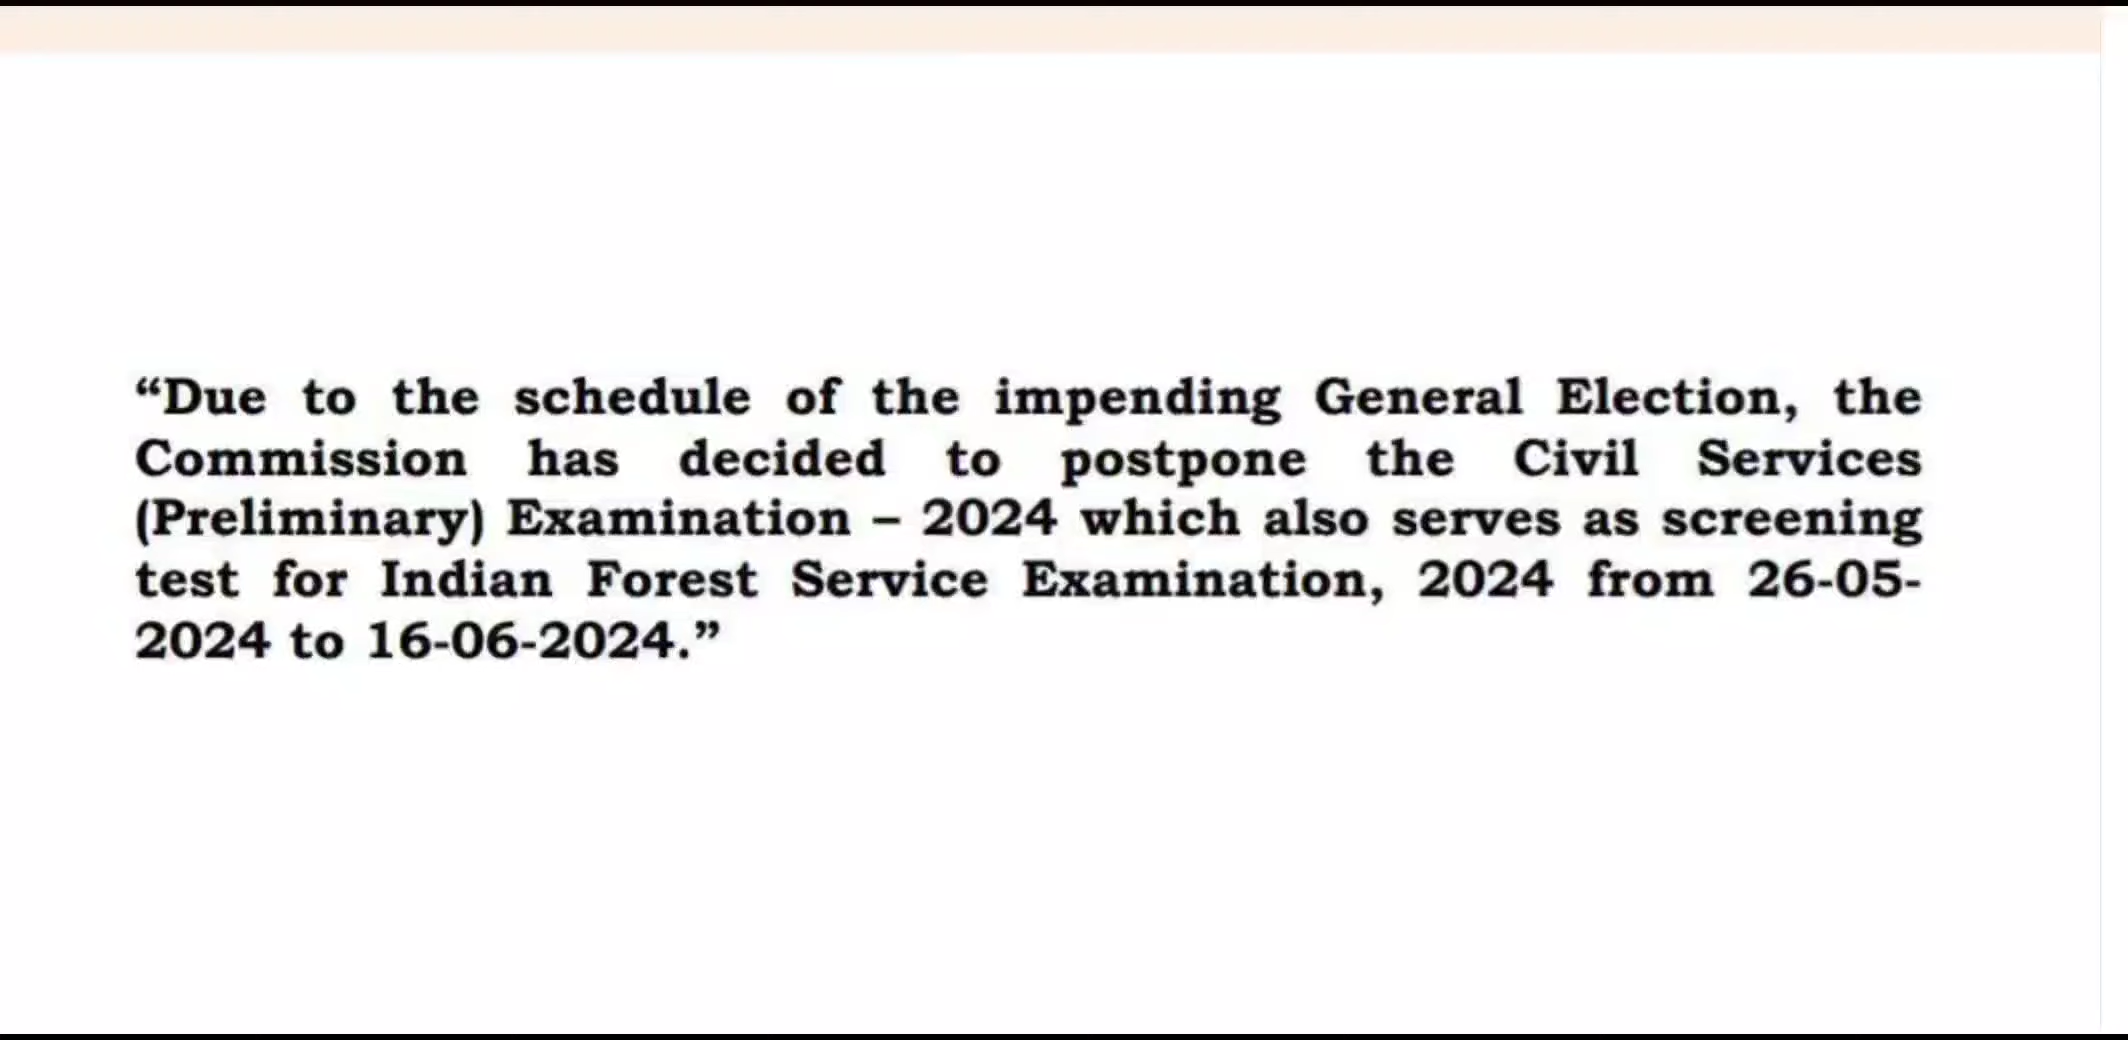 “Due to the schedule of the impending General Election, the
Commission has decided to postpone the Civil Services
(Preliminary) Examination – 2024 which also serves as screening
test for Indian Forest Service Examination, 2024 from 26-05-
2024 to 16-06-2024.”